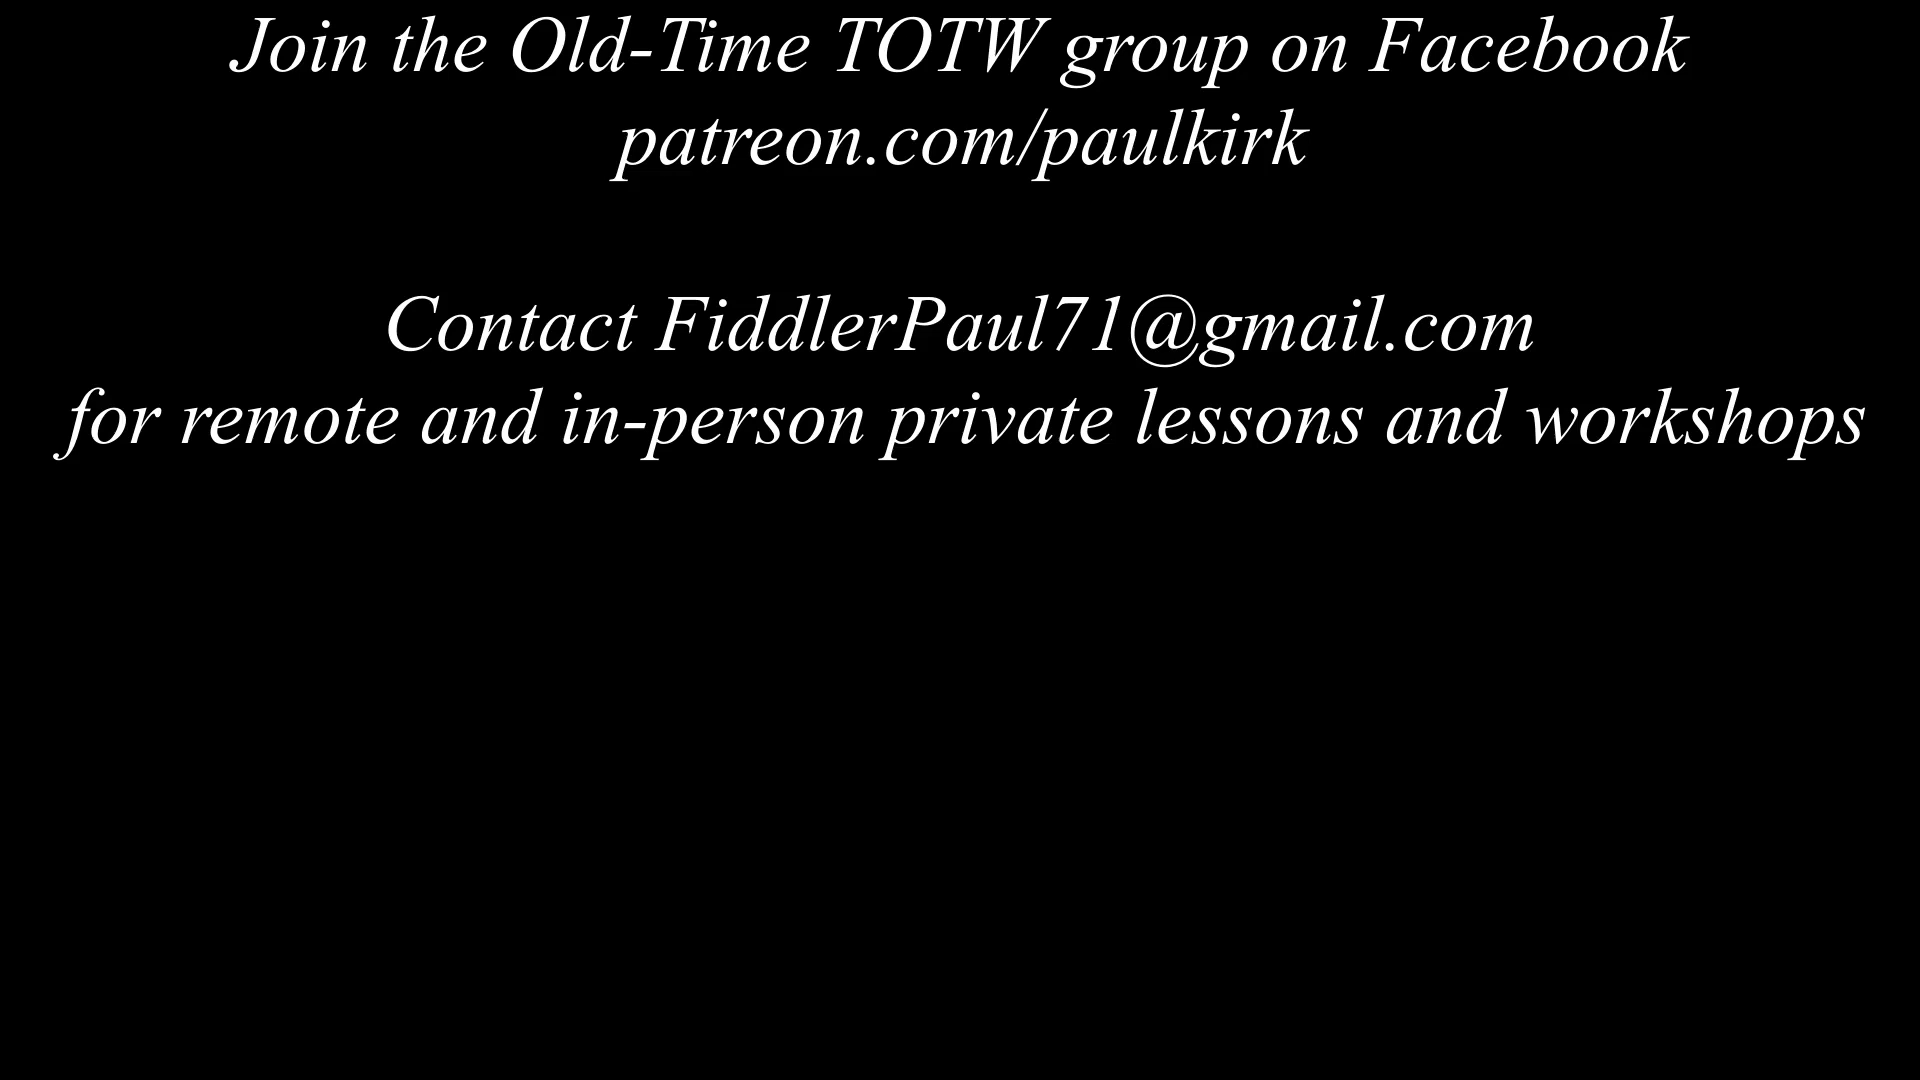 Join the Old-Time TOTW group on Facebook
patreon.com/paulkirk
Contact FiddlerPaul71@gmail.com
for remote and in-person private lessons and workshops